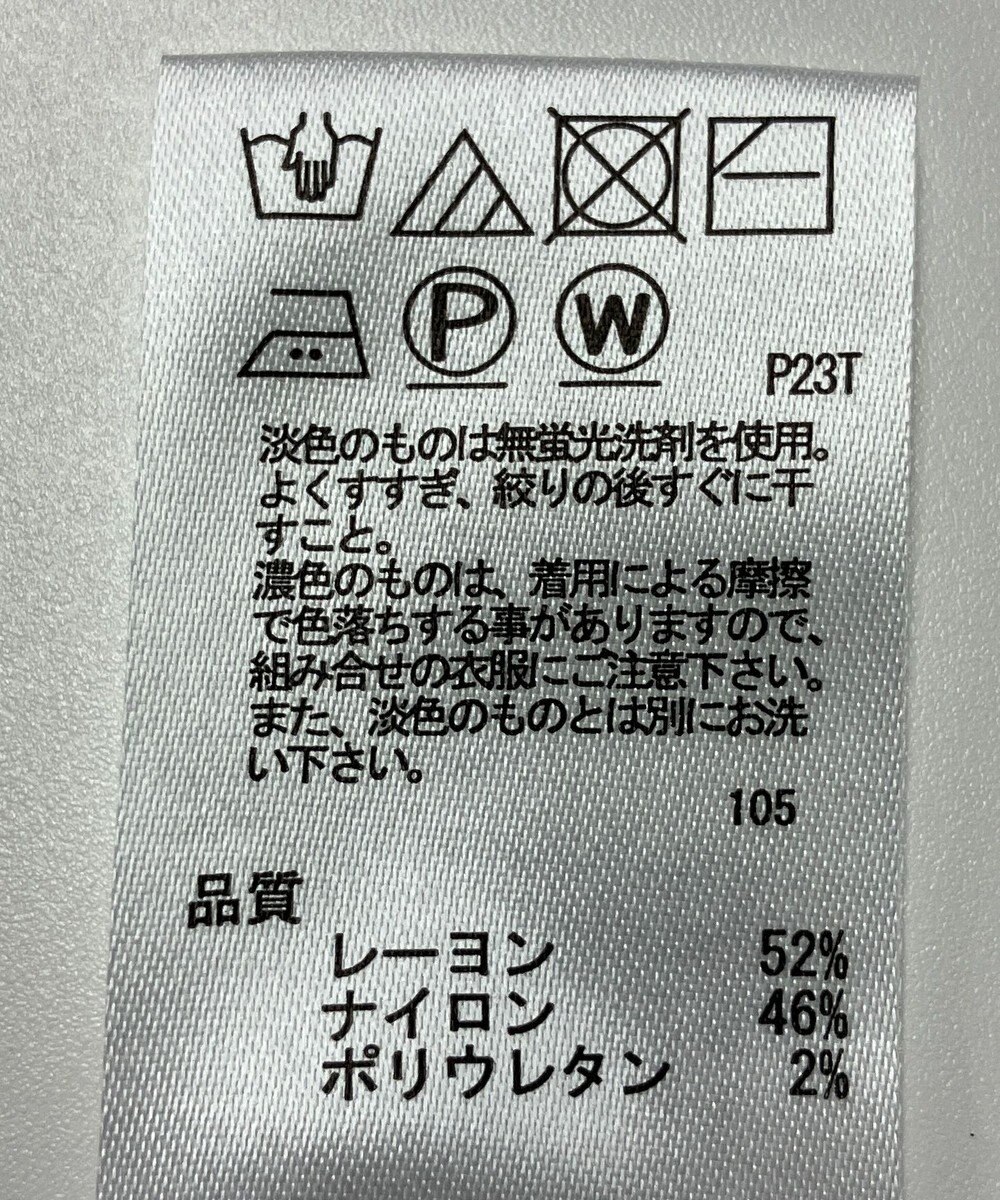 P W
P23T
淡色のものは無蛍光洗剤を使用。
よくすすぎ、絞りの後すぐに干
すこと。
濃色のものは、着用による摩擦
で色落ちする事がありますので、
組み合せの衣服にご注意下さい。
また、淡色のものとは別にお洗
い下さい。
105
品質
レーヨン 52%
ナイロン 46%
ポリウレタン 2%